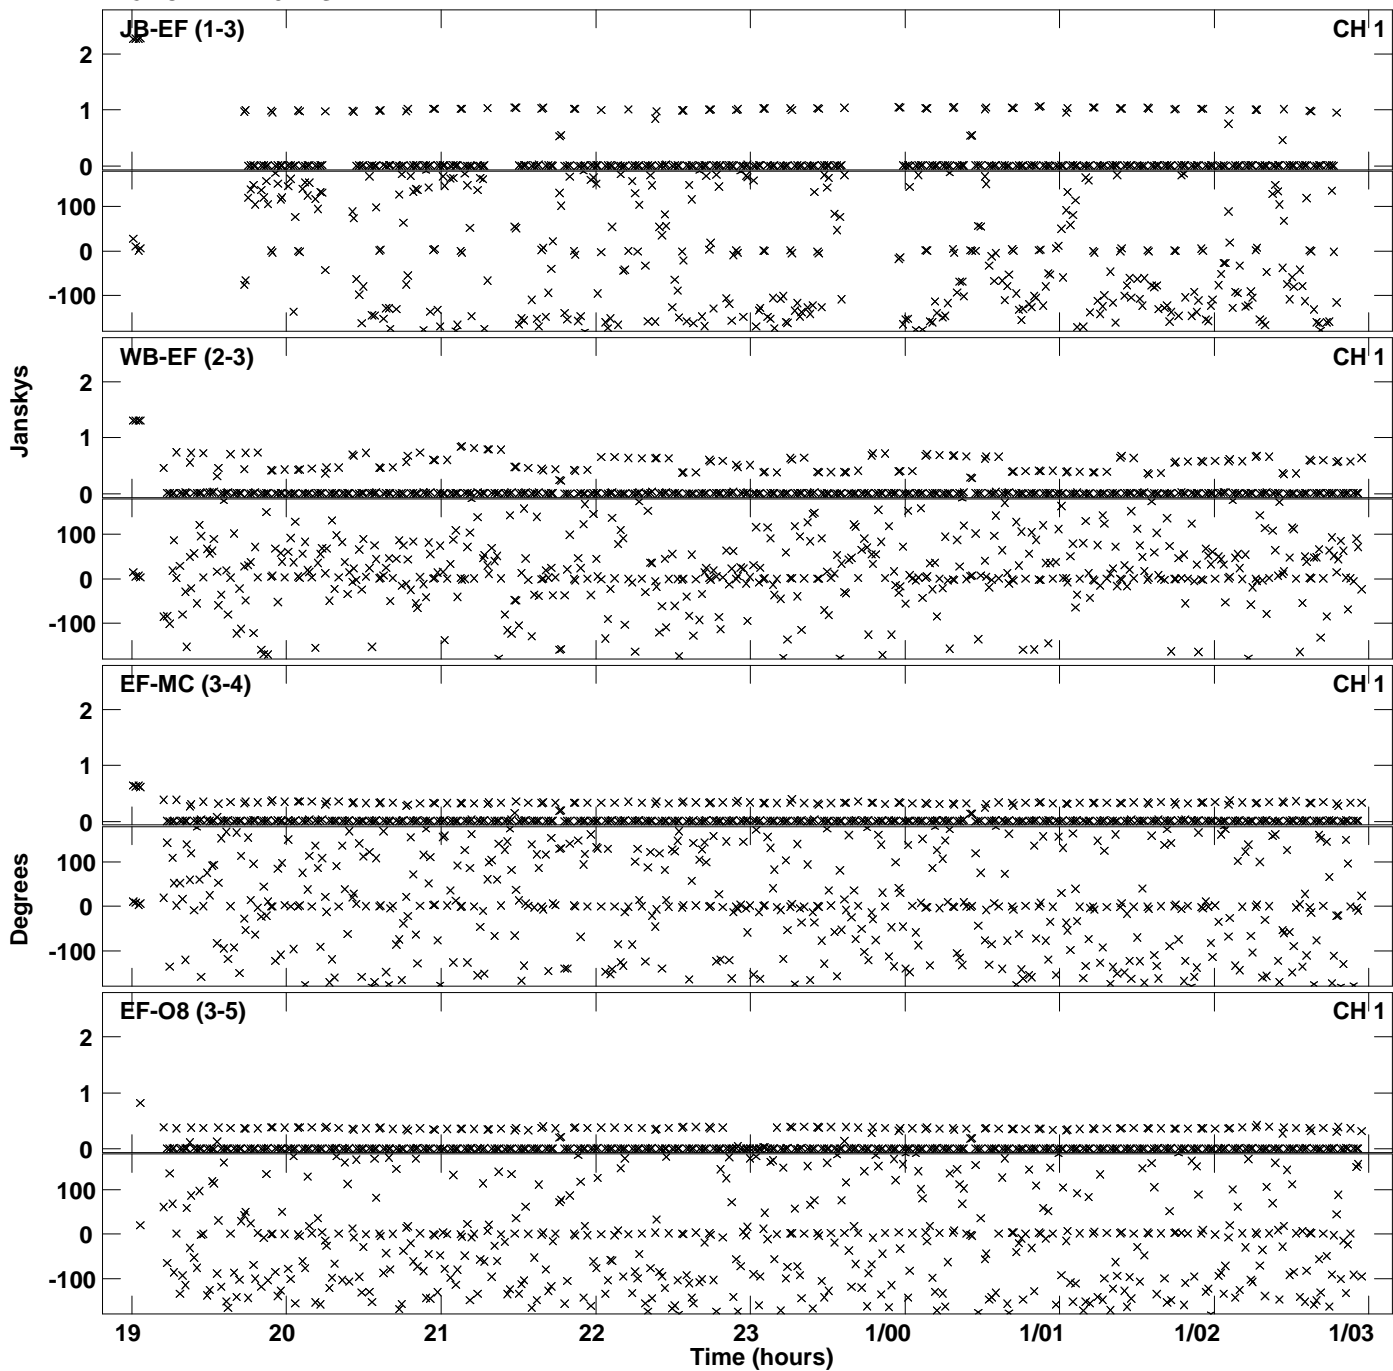 JB-EF (1-3)
CH 1
2
1
0
100
0
-100
WB-EF (2-3)
CH 1
2
1
0
100
0
-100
Janskys
EF-MC (3-4)
CH 1
2
1
0
100
0
-100
Degrees
EF-O8 (3-5)
CH 1
2
1
0
100
0
-100
19 20 21 22 23 1/00 1/01 1/02 1/03
Time (hours)